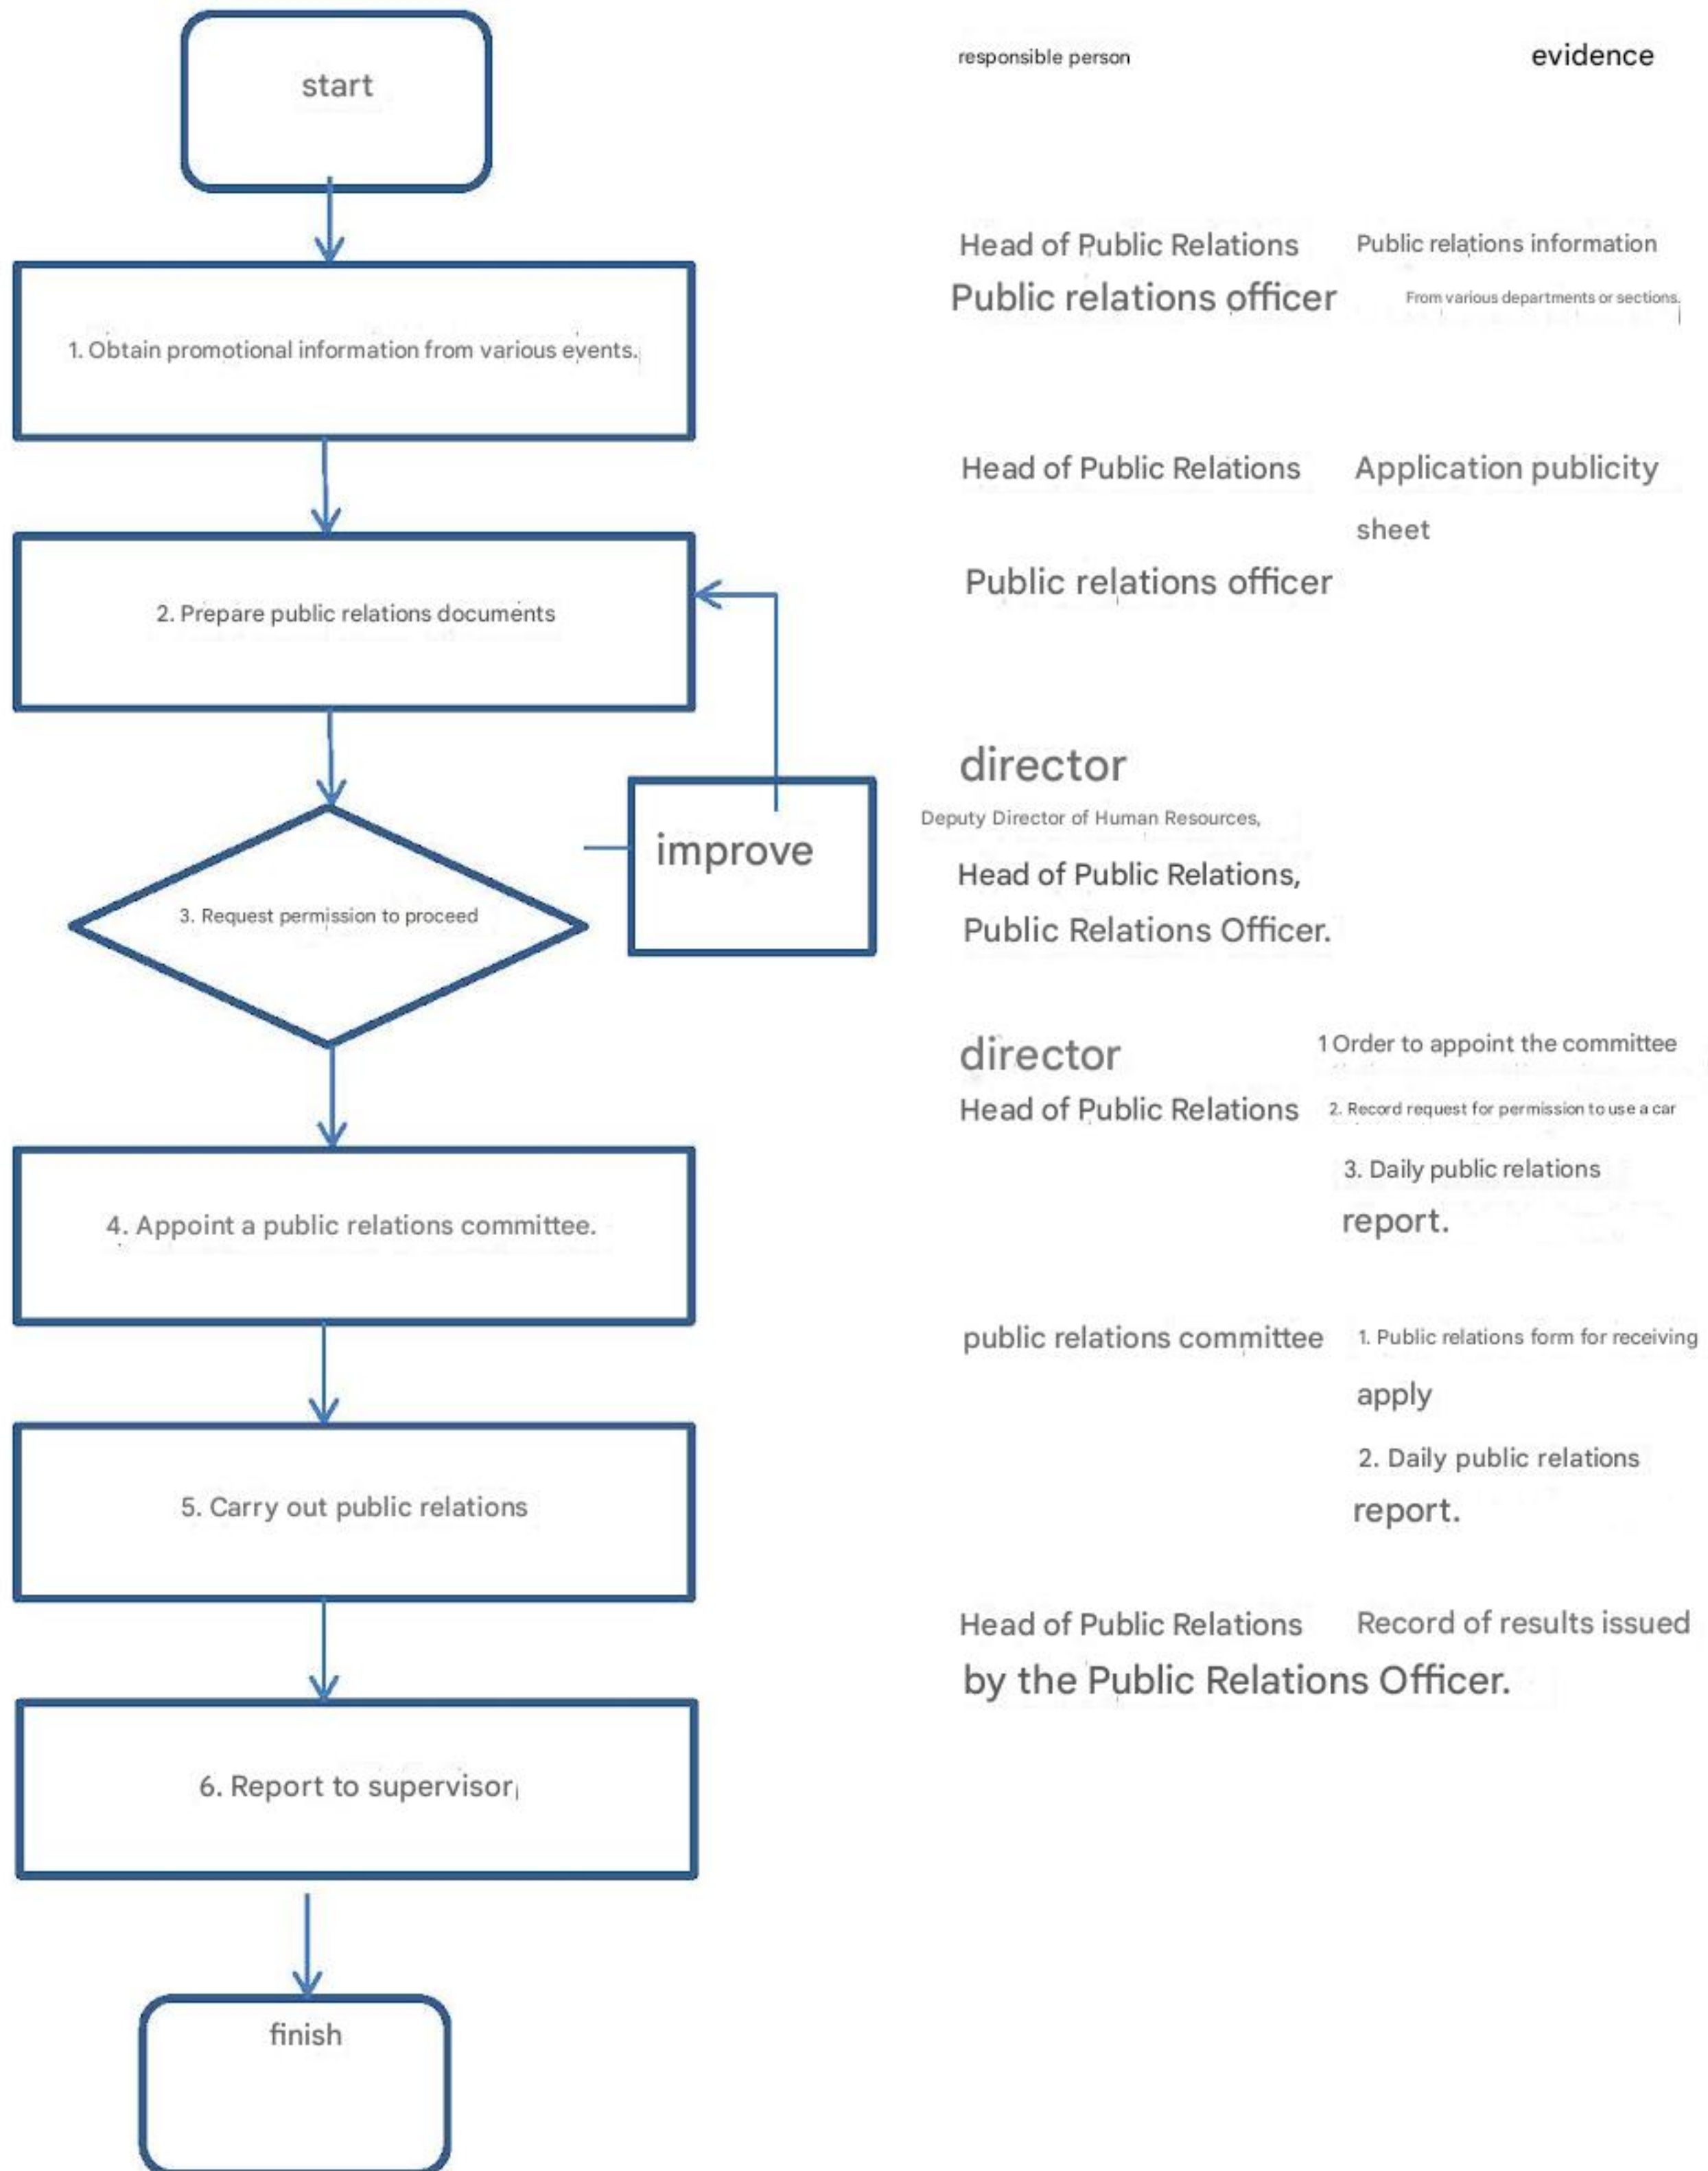 start
responsible person
evidence
Head of Public Relations
Public relations information
Public relations officer
From various departments or sections.
1. Obtain promotional information from various events.
Head of Public Relations
Application publicity
sheet
Public relations officer
2. Prepare public relations documents
director
Deputy Director of Human Resources,
improve
Head of Public Relations,
3. Request permission to proceed
Public Relations Officer.
director
1 Order to appoint the committee
Head of Public Relations
2. Record request for permission to use a car
3. Daily public relations
report.
4. Appoint a public relations committee.
public relations committee
1. Public relations form for receiving
apply
2. Daily public relations
report.
5. Carry out public relations
Head of Public Relations
Record of results issued
by the Public Relations Officer.
6. Report to supervisor
finish